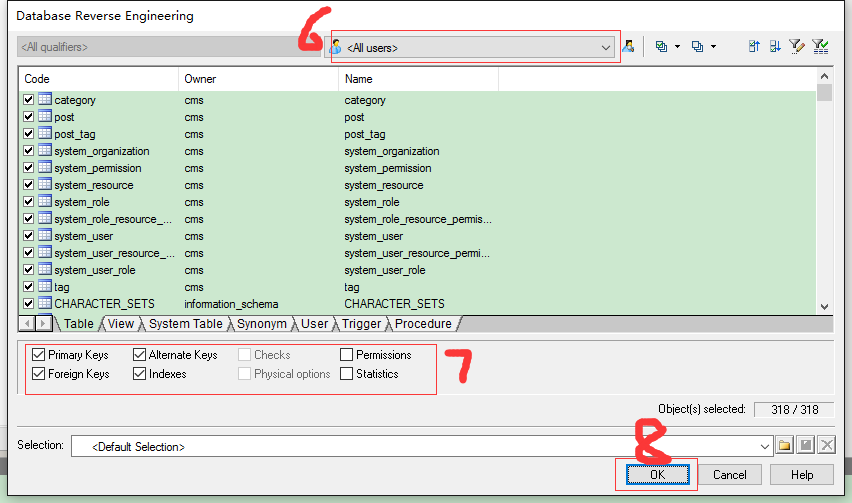 Database Reverse Engineering
<All qualifiers> 6 <All users>
Code Owner Name
category cms category
post cms post
post_tag cms post_tag
system_organization cms system_organization
system_permission cms system_permission
system_resource cms system_resource
system_role cms system_role
system_role_resource_... cms system_role_resource_permis...
system_user cms system_user
system_user_resource_... cms system_user_resource_permi...
system_user_role cms system_user_role
tag cms tag
CHARACTER_SETS information_schema CHARACTER_SETS
Table View System Table Synonym User Trigger Procedure
Primary Keys Alternate Keys Checks Permissions 7
Foreign Keys Indexes Physical options Statistics
Object(s) selected: 318 / 318
Selection: <Default Selection>
8
OK Cancel Help